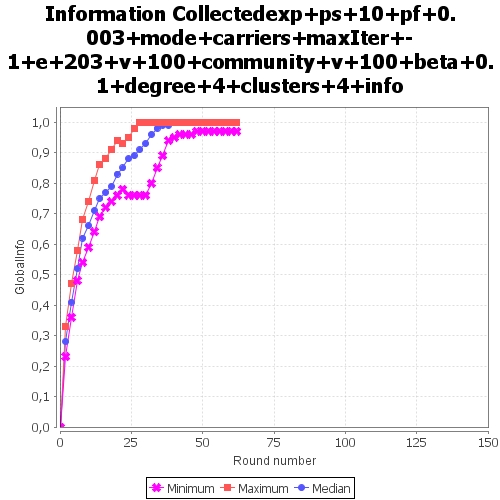 Information Collectedexp+ps+10+pf+0.
003+mode+carriers+maxIter+-
1+e+203+v+100+community+v+100+beta+0.
1+degree+4+clusters+4+info
1,0
0,9
0,8
0,7
0,6
0,5
0,4
0,3
0,2
0,1
0,0
GlobalInfo
0 25 50 75 100 125 150
Round number
Minimum Maximum Median